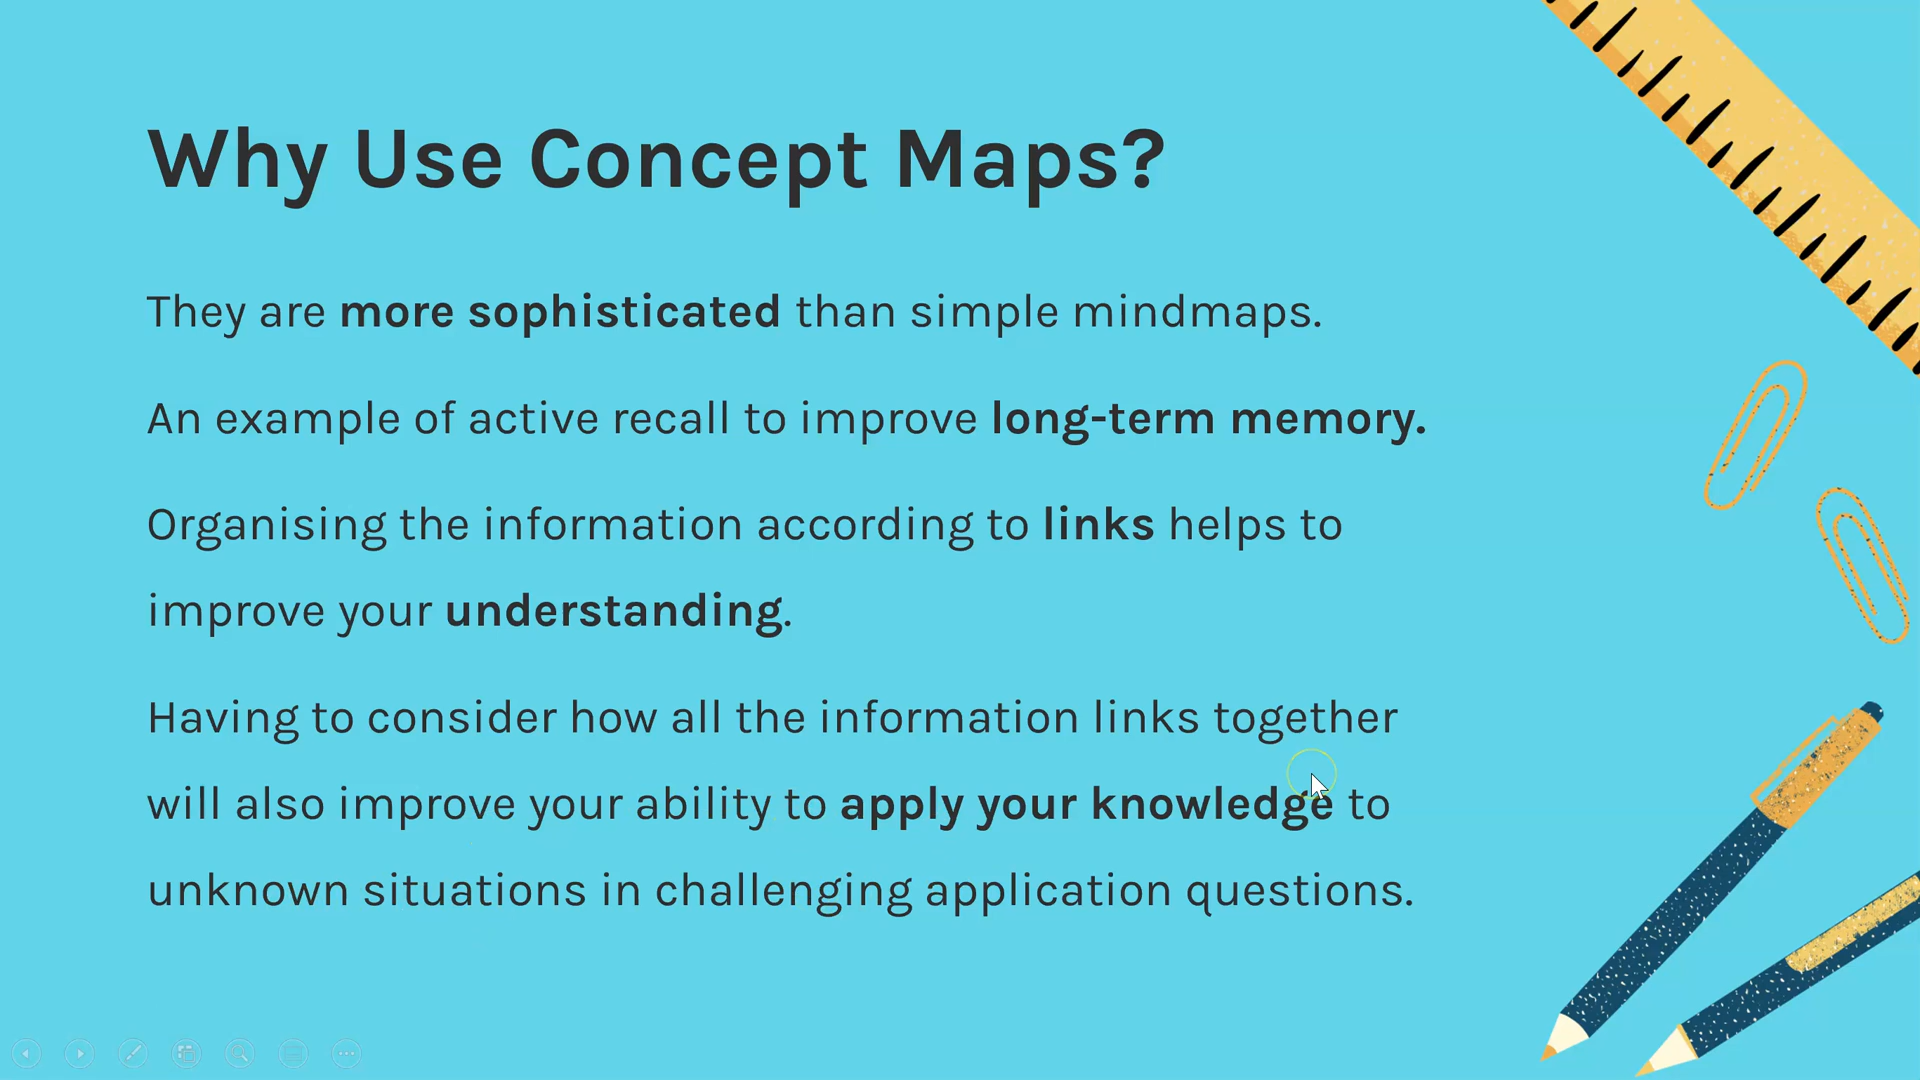 Why Use Concept Maps?
They are more sophisticated than simple mindmaps.
An example of active recall to improve long-term memory.
Organising the information according to links helps to
improve your understanding.
Having to consider how all the information links together
will also improve your ability to apply your knowledge to
unknown situations in challenging application questions.